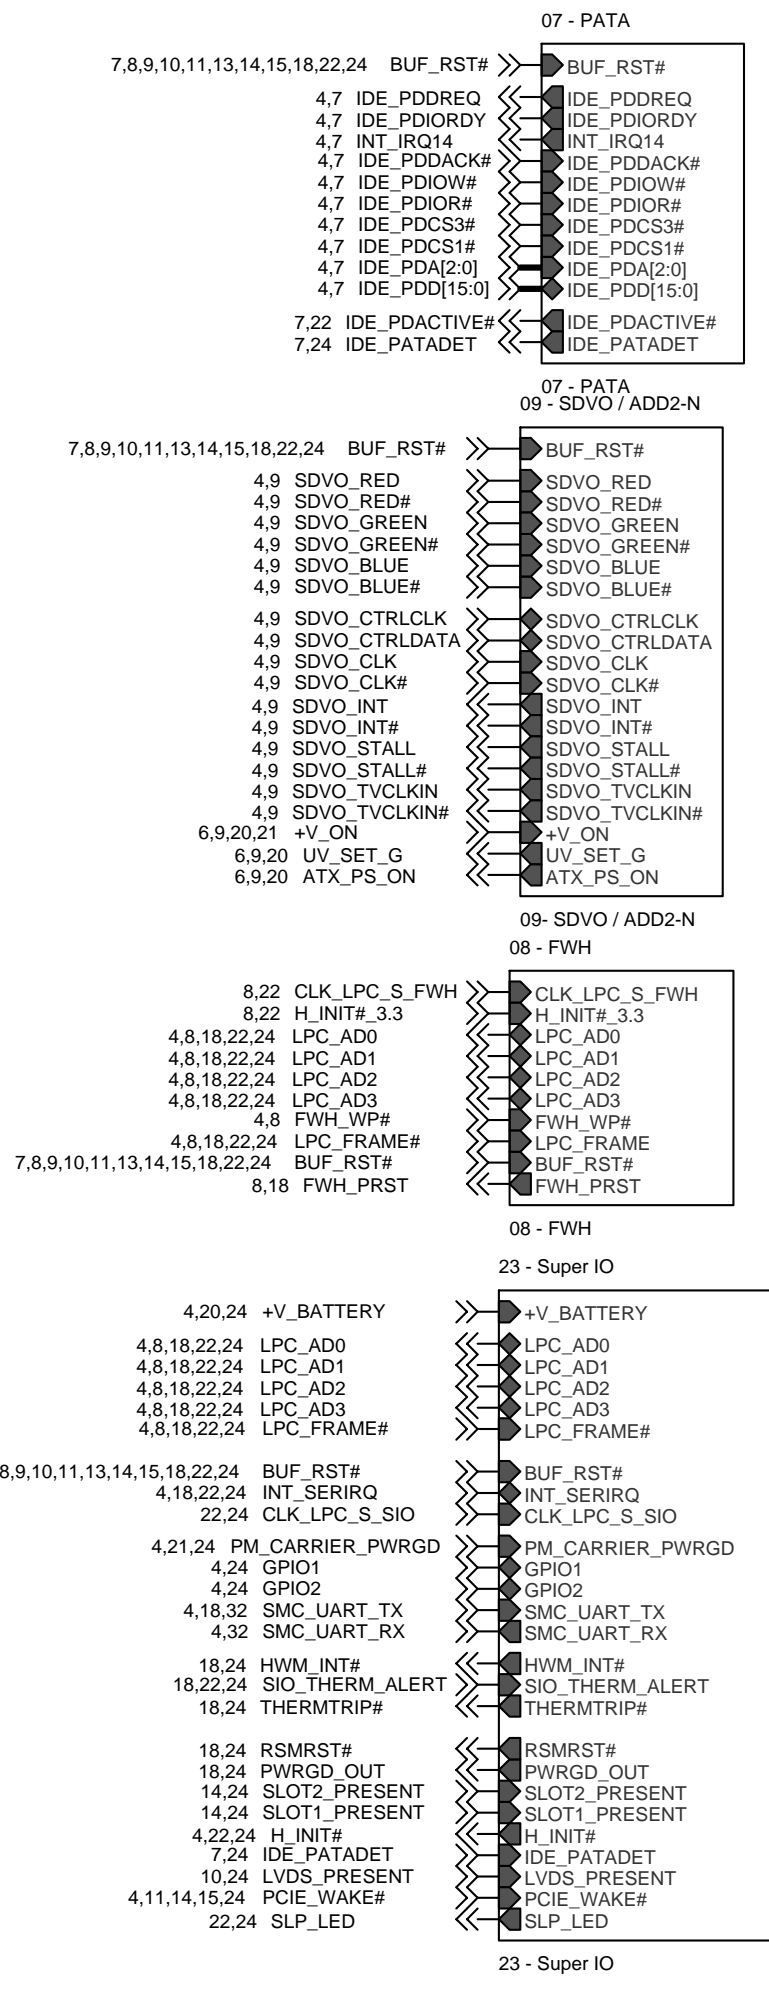 07 - PATA
7,8,9,10,11,13,14,15,18,22,24 BUF_RST# BUF_RST#
4,7 IDE_PDDREQ IDE_PDDREQ
4,7 IDE_PDIORDY IDE_PDIORDY
4,7 INT_IRQ14 INT_IRQ14
4,7 IDE_PDDACK# IDE_PDDACK#
4,7 IDE_PDIOW# IDE_PDIOW#
4,7 IDE_PDIOR# IDE_PDIOR#
4,7 IDE_PDCS3# IDE_PDCS3#
4,7 IDE_PDCS1# IDE_PDCS1#
4,7 IDE_PDA[2:0] IDE_PDA[2:0]
4,7 IDE_PDD[15:0] IDE_PDD[15:0]
7,22 IDE_PDACTIVE# IDE_PDACTIVE#
7,24 IDE_PATADET IDE_PATADET
07 - PATA
09 - SDVO / ADD2-N
7,8,9,10,11,13,14,15,18,22,24 BUF_RST# BUF_RST#
4,9 SDVO_RED SDVO_RED
4,9 SDVO_RED# SDVO_RED#
4,9 SDVO_GREEN SDVO_GREEN
4,9 SDVO_GREEN# SDVO_GREEN#
4,9 SDVO_BLUE SDVO_BLUE
4,9 SDVO_BLUE# SDVO_BLUE#
4,9 SDVO_CTRLCLK SDVO_CTRLCLK
4,9 SDVO_CTRLDATA SDVO_CTRLDATA
4,9 SDVO_CLK SDVO_CLK
4,9 SDVO_CLK# SDVO_CLK#
4,9 SDVO_INT SDVO_INT
4,9 SDVO_INT# SDVO_INT#
4,9 SDVO_STALL SDVO_STALL
4,9 SDVO_STALL# SDVO_STALL#
4,9 SDVO_TVCLKIN SDVO_TVCLKIN
4,9 SDVO_TVCLKIN# SDVO_TVCLKIN#
6,9,20,21 +V_ON +V_ON
6,9,20 UV_SET_G UV_SET_G
6,9,20 ATX_PS_ON ATX_PS_ON
09- SDVO / ADD2-N
08 - FWH
8,22 CLK_LPC_S_FWH CLK_LPC_S_FWH
8,22 H_INIT#_3.3 H_INIT#_3.3
4,8,18,22,24 LPC_AD0 LPC_AD0
4,8,18,22,24 LPC_AD1 LPC_AD1
4,8,18,22,24 LPC_AD2 LPC_AD2
4,8,18,22,24 LPC_AD3 LPC_AD3
4,8 FWH_WP# FWH_WP#
4,8,18,22,24 LPC_FRAME# LPC_FRAME
7,8,9,10,11,13,14,15,18,22,24 BUF_RST# BUF_RST#
8,18 FWH_PRST FWH_PRST
08 - FWH
23 - Super IO
4,20,24 +V_BATTERY +V_BATTERY
4,8,18,22,24 LPC_AD0 LPC_AD0
4,8,18,22,24 LPC_AD1 LPC_AD1
4,8,18,22,24 LPC_AD2 LPC_AD2
4,8,18,22,24 LPC_AD3 LPC_AD3
4,8,18,22,24 LPC_FRAME# LPC_FRAME#
8,9,10,11,13,14,15,18,22,24 BUF_RST# BUF_RST#
4,18,22,24 INT_SERIRQ INT_SERIRQ
22,24 CLK_LPC_S_SIO CLK_LPC_S_SIO
4,21,24 PM_CARRIER_PWRGD PM_CARRIER_PWRGD
4,24 GPIO1 GPIO1
4,24 GPIO2 GPIO2
4,18,32 SMC_UART_TX SMC_UART_TX
4,32 SMC_UART_RX SMC_UART_RX
18,24 HWM_INT# HWM_INT#
18,22,24 SIO_THERM_ALERT SIO_THERM_ALERT
18,24 THERMTRIP# THERMTRIP#
18,24 RSMRST# RSMRST#
18,24 PWRGD_OUT PWRGD_OUT
14,24 SLOT2_PRESENT SLOT2_PRESENT
14,24 SLOT1_PRESENT SLOT1_PRESENT
4,22,24 H_INIT# H_INIT#
7,24 IDE_PATADET IDE_PATADET
10,24 LVDS_PRESENT LVDS_PRESENT
4,11,14,15,24 PCIE_WAKE# PCIE_WAKE#
22,24 SLP_LED SLP_LED
23 - Super IO